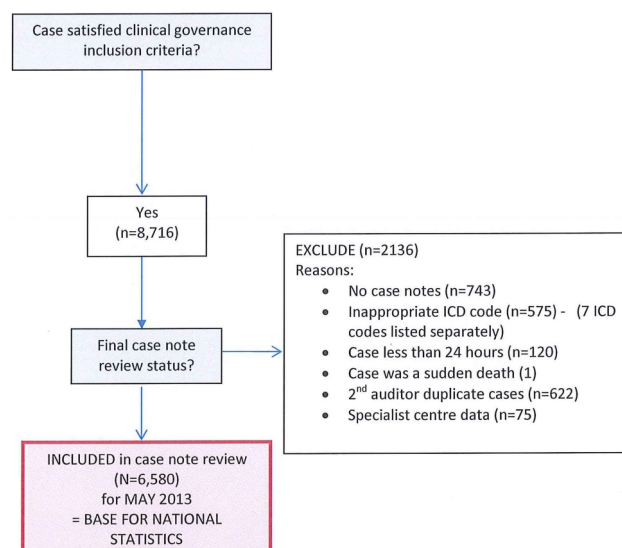 Case satisfied clinical governance
inclusion criteria?
Yes
(n=8,716)
Final case note
review status?
EXCLUDE (n=2136)
Reasons:
• No case notes (n=743)
• Inappropriate ICD code (n=575) - (7 ICD
codes listed separately)
• Case less than 24 hours (n=120)
• Case was a sudden death (1)
• 2nd auditor duplicate cases (n=622)
• Specialist centre data (n=75)
INCLUDED in case note review
(N=6,580)
for MAY 2013
= BASE FOR NATIONAL
STATISTICS